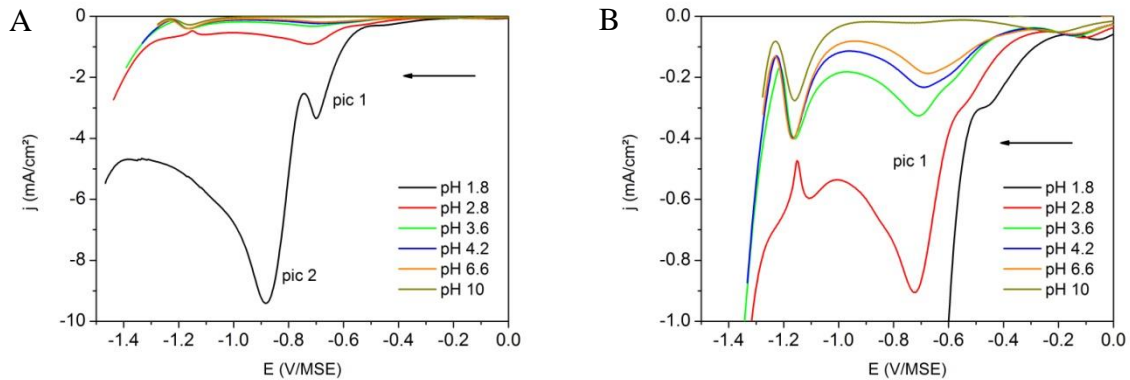 A
0
-2
-4
-6
-8
-10
j (mA/cm²)
pic 1
pic 2
pH 1.8
pH 2.8
pH 3.6
pH 4.2
pH 6.6
pH 10
-1.4 -1.2 -1.0 -0.8 -0.6 -0.4 -0.2 0.0
E (V/MSE)
B
0.0
-0.2
-0.4
-0.6
-0.8
-1.0
j (mA/cm²)
pic 1
pH 1.8
pH 2.8
pH 3.6
pH 4.2
pH 6.6
pH 10
-1.4 -1.2 -1.0 -0.8 -0.6 -0.4 -0.2 0.0
E (V/MSE)